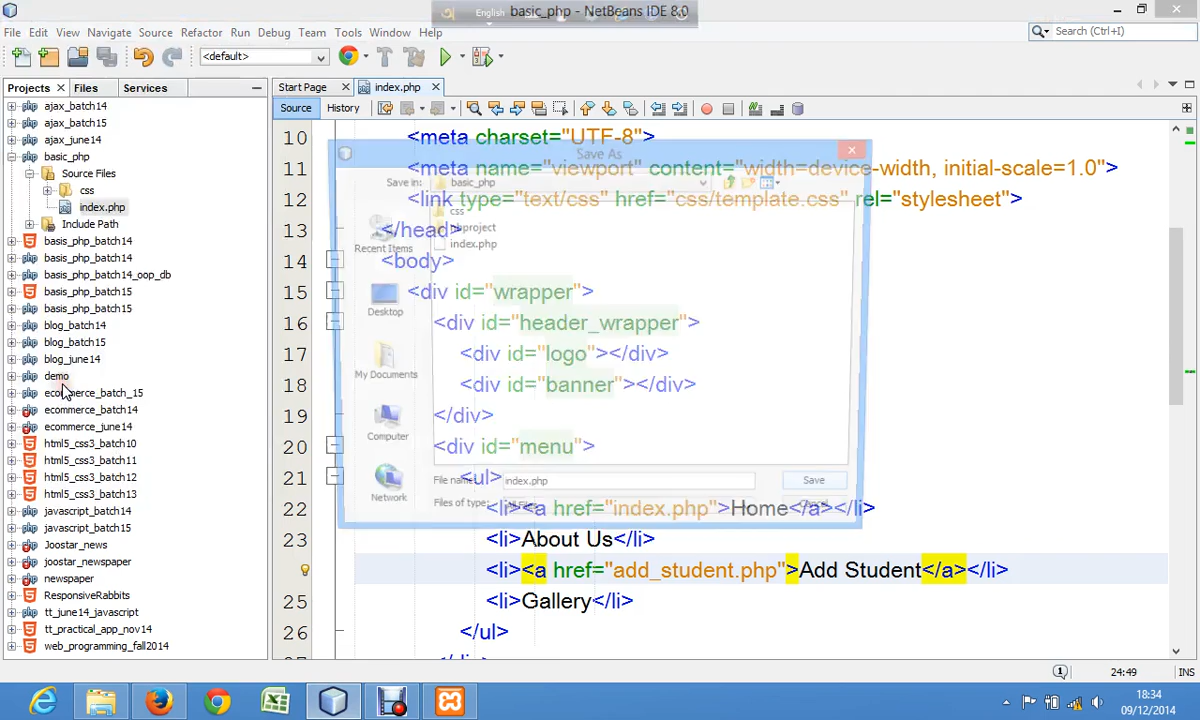 English
basic_php - NetBeans IDE 8.0
File Edit View Navigate Source Refactor Run Debug Team Tools Window Help
Search (Ctrl+I)
<default>
Projects Files Services
Start Page index.php
Source History
ajax_batch14
ajax_batch15
ajax_june14
basic_php
Source Files
css
index.php
Include Path
basis_php_batch14
basis_php_batch14
basis_php_batch14_oop_db
basis_php_batch15
basis_php_batch15
blog_batch14
blog_batch15
blog_june14
demo
ecommerce_batch_15
ecommerce_batch14
ecommerce_june14
html5_css3_batch10
html5_css3_batch11
html5_css3_batch12
html5_css3_batch13
javascript_batch14
javascript_batch15
Joostar_news
joostar_newspaper
newspaper
ResponsiveRabbits
tt_june14_javascript
tt_practical_app_nov14
web_programming_fall2014
10 <meta charset="UTF-8">
11 <meta name="viewport" content="width=device-width, initial-scale=1.0">
12 <link type="text/css" href="css/template.css" rel="stylesheet">
13 </head>
14 <body>
15 <div id="wrapper">
16 <div id="header_wrapper">
17 <div id="logo"></div>
18 <div id="banner"></div>
19 </div>
20 <div id="menu">
21 <ul>
22 <li><a href="index.php">Home</a></li>
23 <li>About Us</li>
<li><a href="add_student.php">Add Student</a></li>
25 <li>Gallery</li>
26 </ul>
Save As
Save in: basic_php
Recent Items
Desktop
My Documents
Computer
Network
css
nbproject
index.php
File name: index.php
Save
Files of type: All Files
Cancel
24:49 INS
18:34
09/12/2014